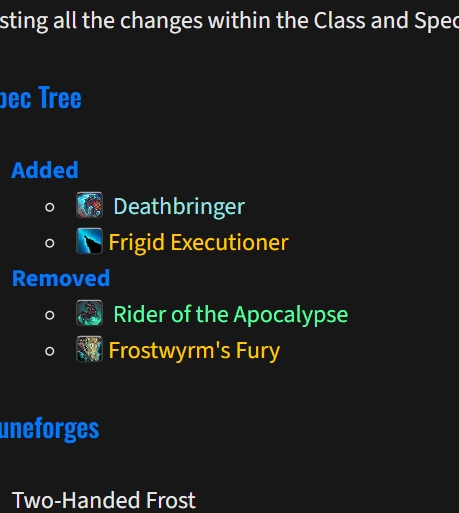 sting all the changes within the Class and Spec
pec Tree
Added
Deathbringer
Frigid Executioner
Removed
Rider of the Apocalypse
Frostwyrm's Fury
uneforges
Two-Handed Frost